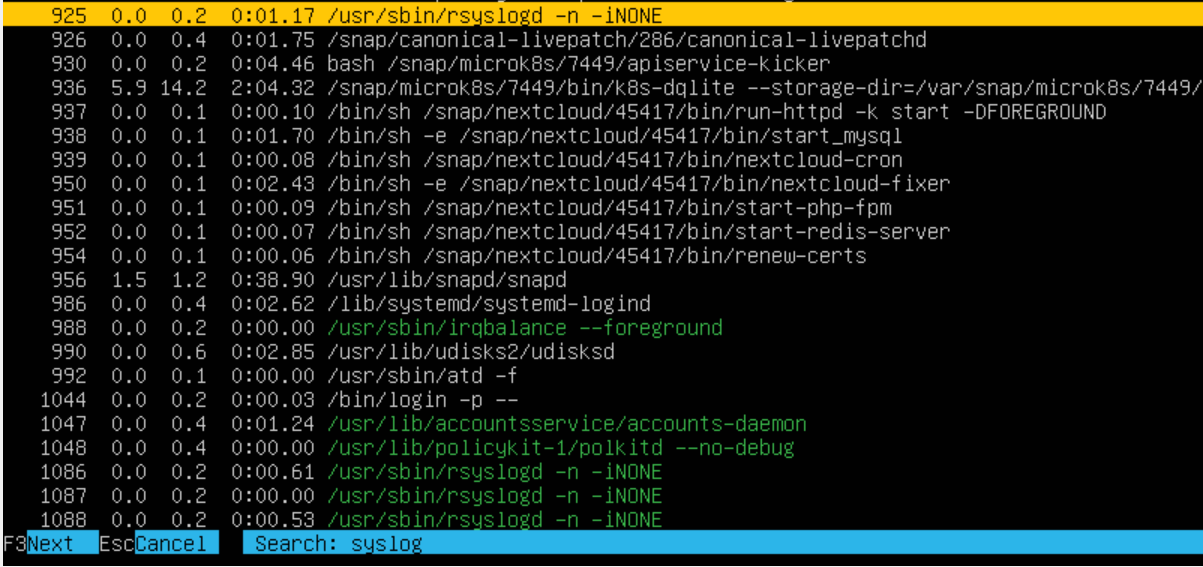 925 0.0 0.2 0:01.17 /usr/sbin/rsyslogd -n -iNONE
926 0.0 0.4 0:01.75 /snap/canonical-livepatch/286/canonical-livepatchd
930 0.0 0.2 0:04.46 bash /snap/microk8s/7449/apiservice-kicker
936 5.9 14.2 2:04.32 /snap/microk8s/7449/bin/k8s-dqlite --storage-dir=/var/snap/microk8s/7449/
937 0.0 0.1 0:00.10 /bin/sh /snap/nextcloud/45417/bin/run-httpd -k start -DFOREGROUND
938 0.0 0.1 0:01.70 /bin/sh -e /snap/nextcloud/45417/bin/start_mysql
939 0.0 0.1 0:00.08 /bin/sh /snap/nextcloud/45417/bin/nextcloud-cron
950 0.0 0.1 0:02.43 /bin/sh -e /snap/nextcloud/45417/bin/nextcloud-fixer
951 0.0 0.1 0:00.09 /bin/sh /snap/nextcloud/45417/bin/start-php-fpm
952 0.0 0.1 0:00.07 /bin/sh /snap/nextcloud/45417/bin/start-redis-server
954 0.0 0.1 0:00.06 /bin/sh /snap/nextcloud/45417/bin/renew-certs
956 1.5 1.2 0:38.90 /usr/lib/snapd/snapd
986 0.0 0.4 0:02.62 /lib/systemd/systemd-logind
988 0.0 0.2 0:00.00 /usr/sbin/irqbalance --foreground
990 0.0 0.6 0:02.85 /usr/lib/udisks2/udisksd
992 0.0 0.1 0:00.00 /usr/sbin/atd -f
1044 0.0 0.2 0:00.03 /bin/login -p --
1047 0.0 0.4 0:01.24 /usr/lib/accountsservice/accounts-daemon
1048 0.0 0.4 0:00.00 /usr/lib/policykit-1/polkitd --no-debug
1086 0.0 0.2 0:00.61 /usr/sbin/rsyslogd -n -iNONE
1087 0.0 0.2 0:00.00 /usr/sbin/rsyslogd -n -iNONE
1088 0.0 0.2 0:00.53 /usr/sbin/rsyslogd -n -iNONE
F3Next EscCancel Search: syslog